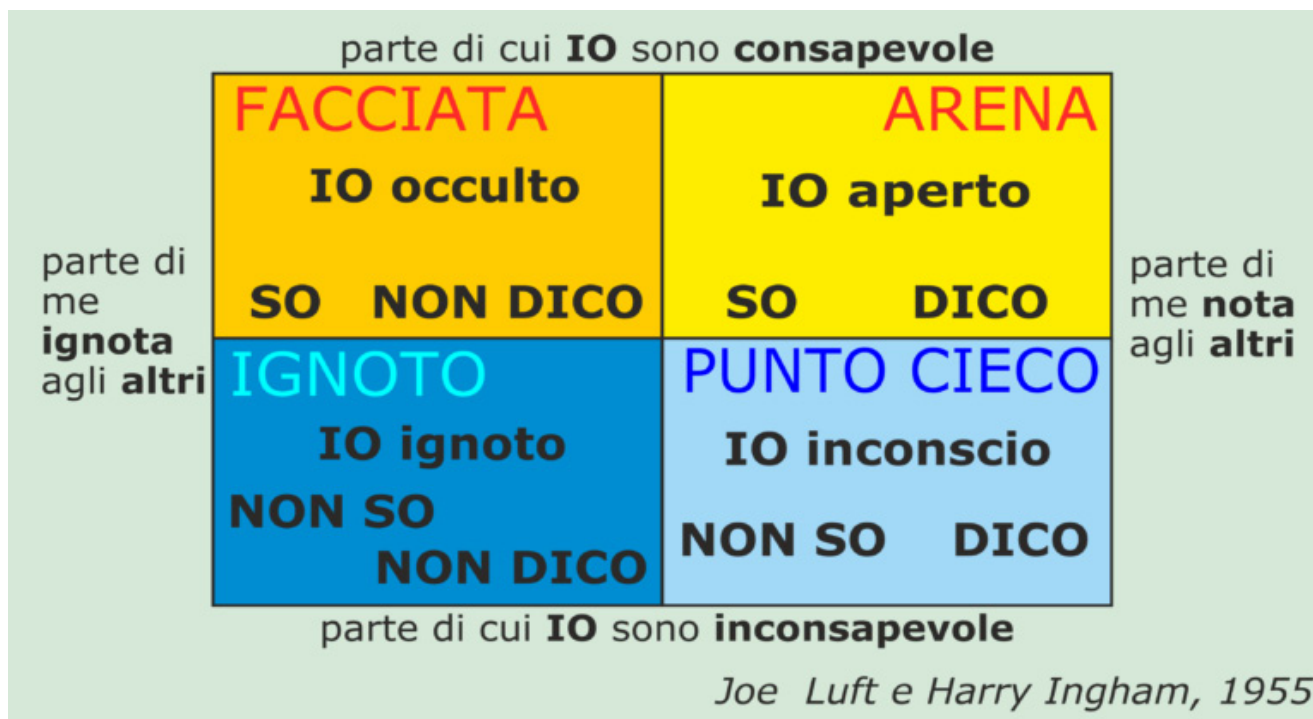 parte di cui IO sono consapevole
FACCIATA
IO occulto
SO NON DICO
ARENA
IO aperto
SO DICO
parte di
me
ignota
agli altri
parte di
me nota
agli altri
IGNOTO
IO ignoto
NON SO
NON DICO
PUNTO CIECO
IO inconscio
NON SO DICO
parte di cui IO sono inconsapevole
Joe Luft e Harry Ingham, 1955